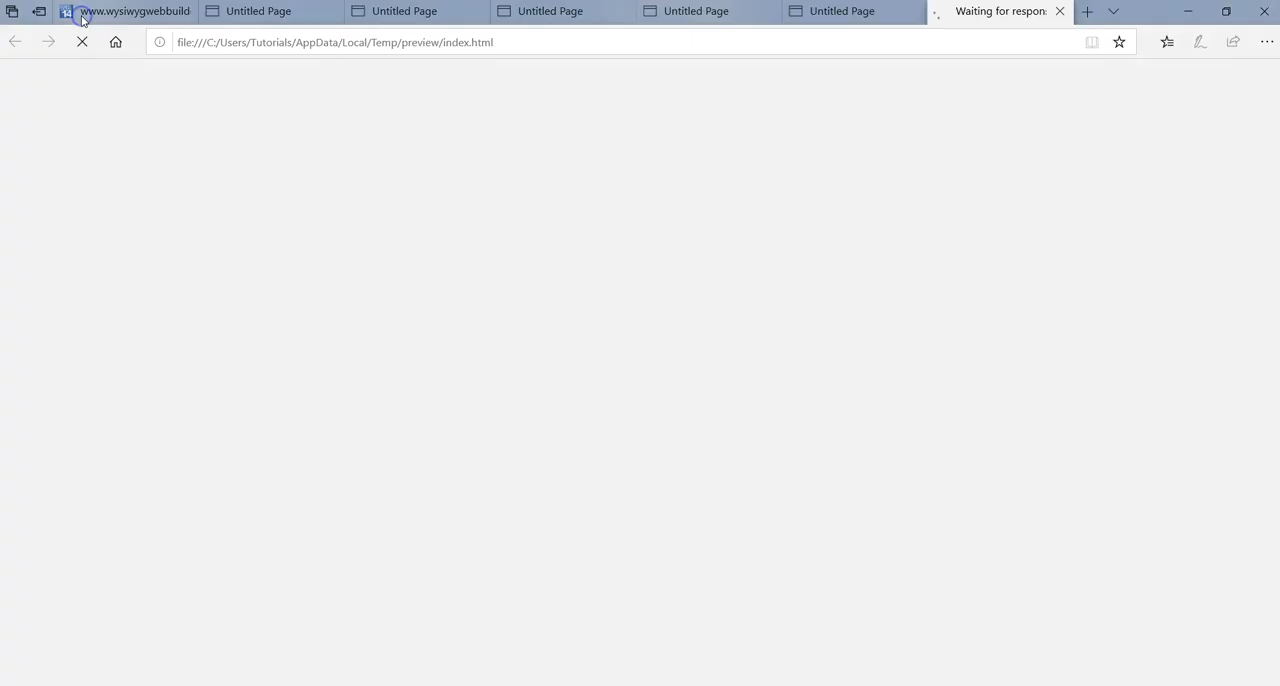 www.wysiwygwebbuild
Untitled Page
Untitled Page
Untitled Page
Untitled Page
Untitled Page
Waiting for respon
file:///C:/Users/Tutorials/AppData/Local/Temp/preview/index.html